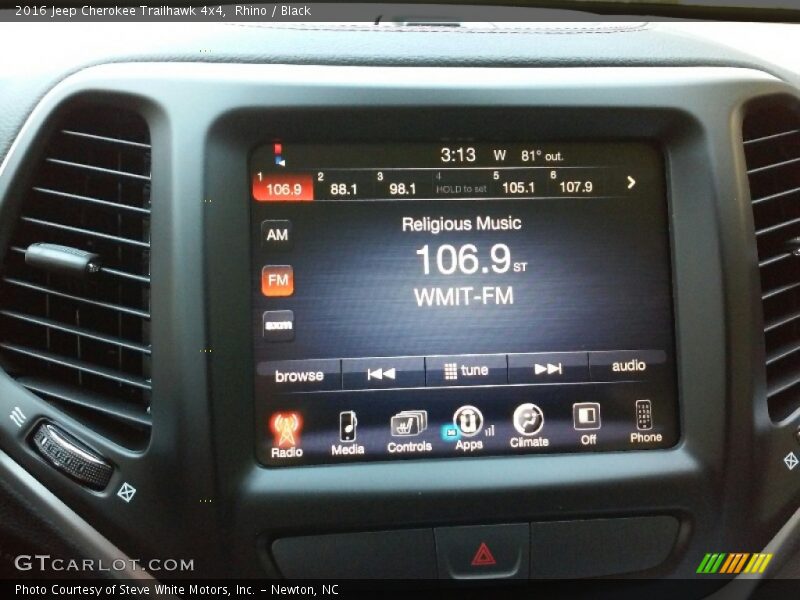 2016 Jeep Cherokee Trailhawk 4x4, Rhino / Black
3:13 W 81° out.
1 106.9 2 88.1 3 98.1 4 HOLD to set 5 105.1 6 107.9
Religious Music
AM
106.9 ST
FM
WMIT-FM
sxm
browse tune audio
Radio Media Controls Apps Climate Off Phone
GTCARLOT.COM
Photo Courtesy of Steve White Motors, Inc. – Newton, NC